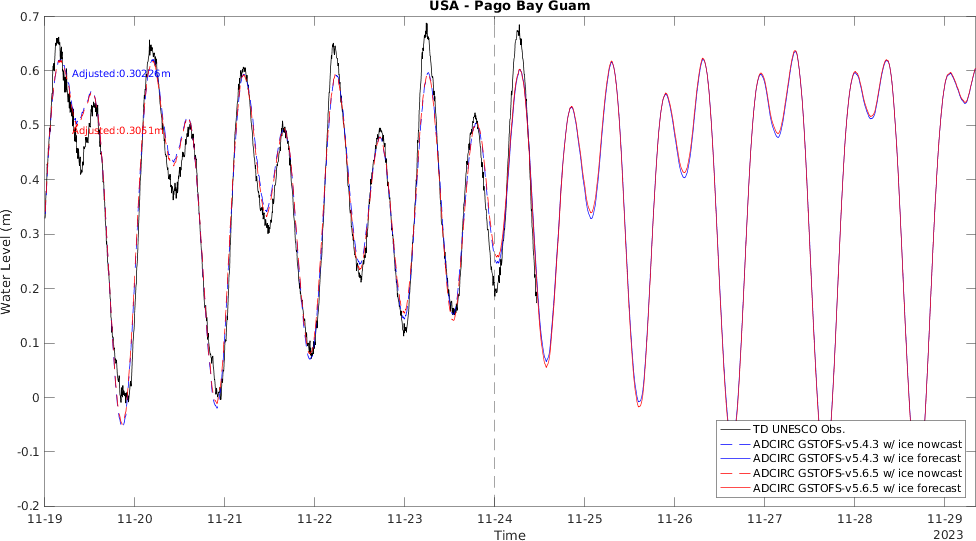 USA - Pago Bay Guam
0.7
0.6
0.5
0.4
0.3
0.2
0.1
0
-0.1
-0.2
Water Level (m)
Adjusted:0.30226m
Adjusted:0.3051m
11-19
11-20
11-21
11-22
11-23
11-24
11-25
11-26
11-27
11-28
11-29
2023
Time
TD UNESCO Obs.
ADCIRC GSTOFS-v5.4.3 w/ ice nowcast
ADCIRC GSTOFS-v5.4.3 w/ ice forecast
ADCIRC GSTOFS-v5.6.5 w/ ice nowcast
ADCIRC GSTOFS-v5.6.5 w/ ice forecast